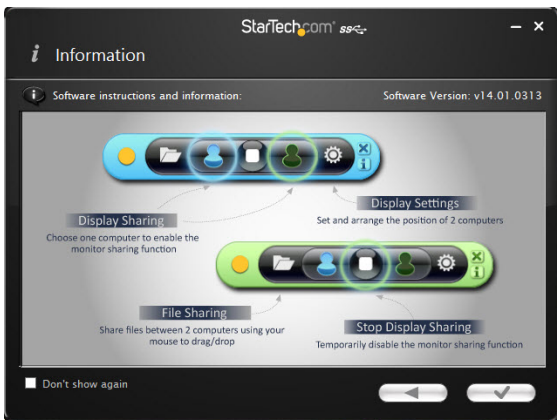 StarTech.com SS
i Information
Software instructions and information: Software Version: v14.01.0313
Display Sharing
Choose one computer to enable the
monitor sharing function
Display Settings
Set and arrange the position of 2 computers
File Sharing
Share files between 2 computers using your
mouse to drag/drop
Stop Display Sharing
Temporarily disable the monitor sharing function
Don't show again